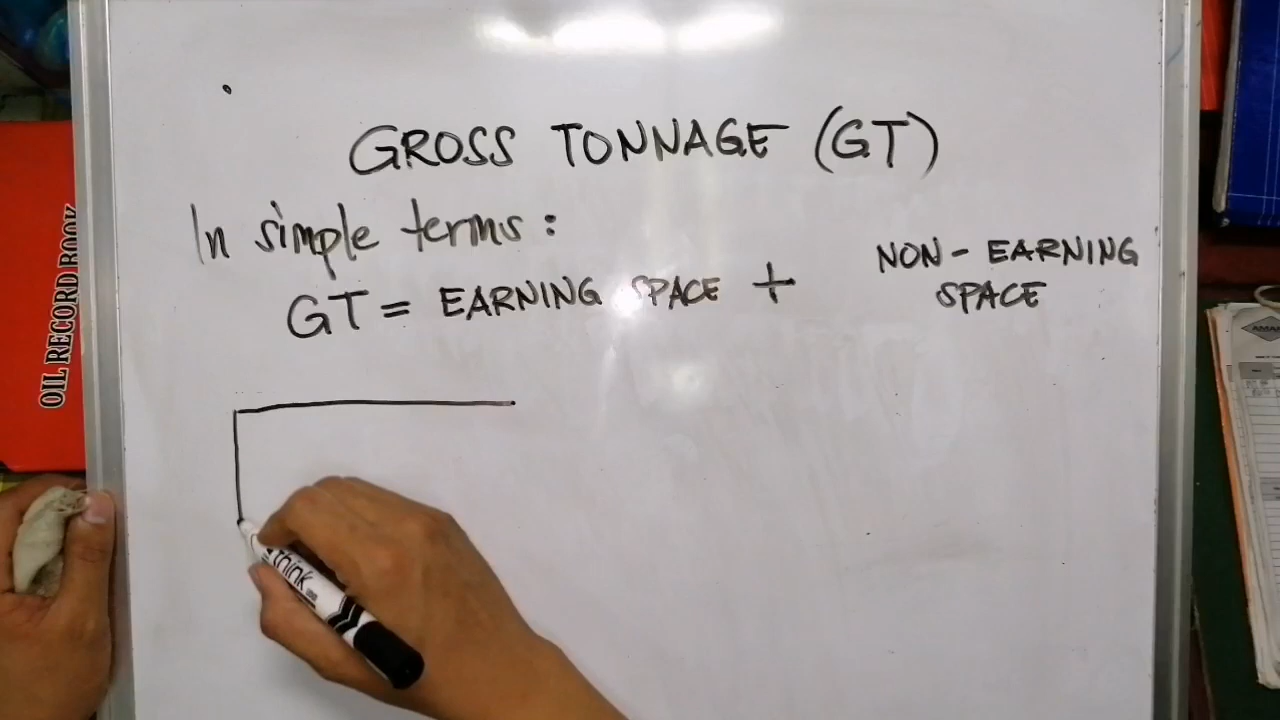 GROSS TONNAGE (GT)
In simple terms:
GT = EARNING SPACE + NON-EARNING
SPACE
OIL RECORD BOOK
think